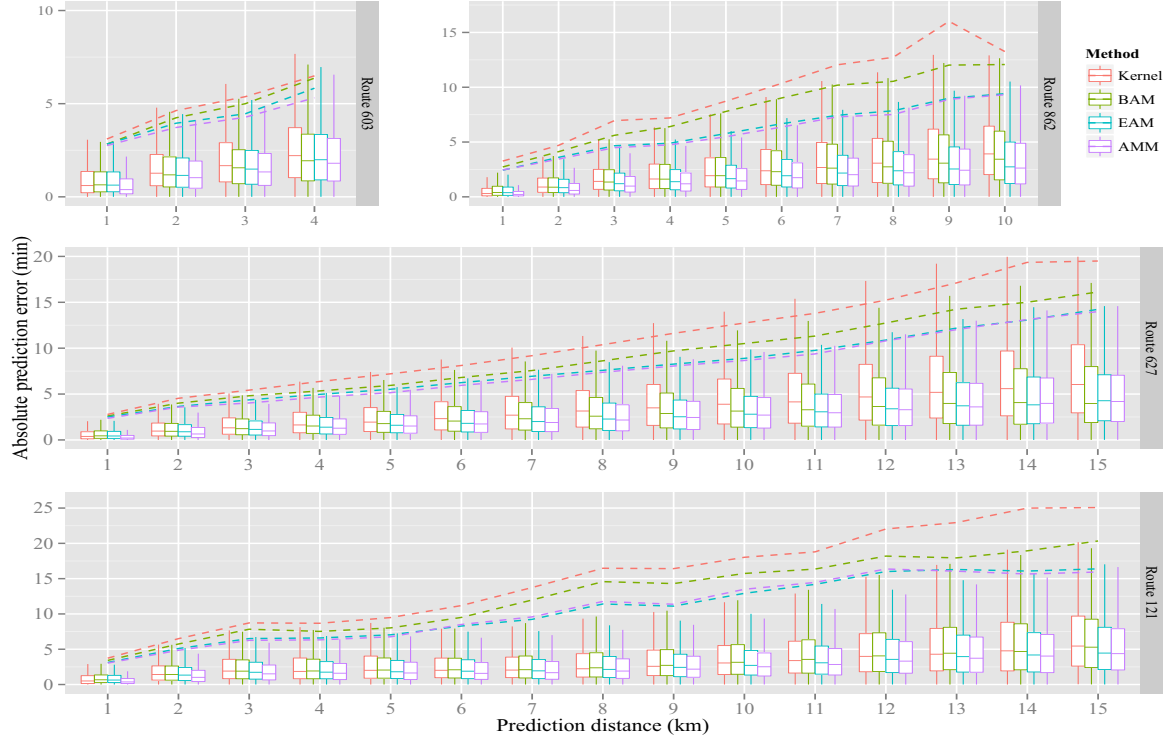 10
5
0
1 2 3 4
Route 603
15
10
5
0
1 2 3 4 5 6 7 8 9 10
Route 862
Method
Kernel
BAM
EAM
AMM
Absolute prediction error (min)
20
15
10
5
0
1 2 3 4 5 6 7 8 9 10 11 12 13 14 15
Route 627
25
20
15
10
5
0
1 2 3 4 5 6 7 8 9 10 11 12 13 14 15
Route 121
Prediction distance (km)